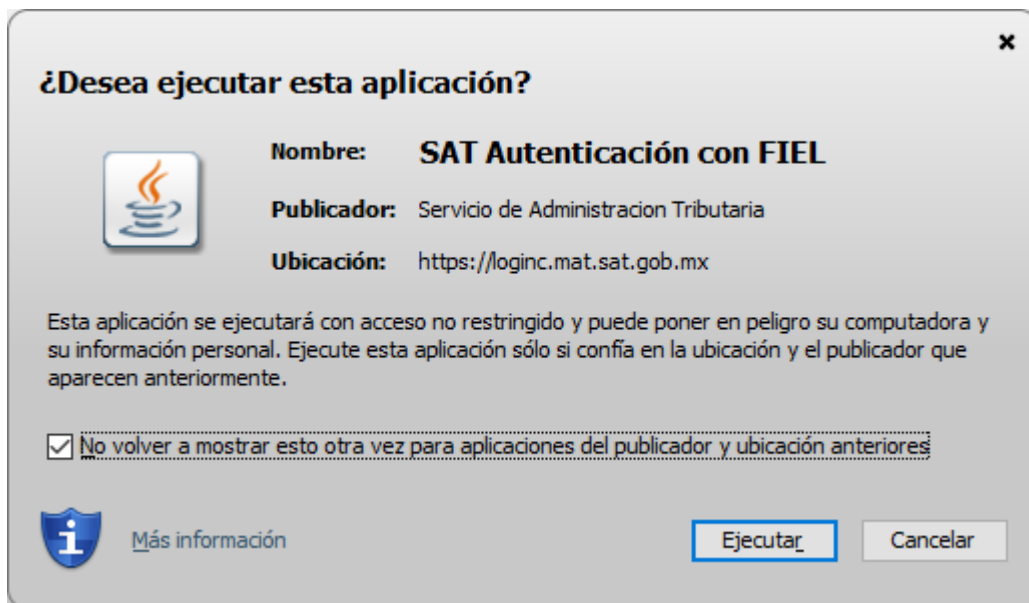 ¿Desea ejecutar esta aplicación?
Nombre: SAT Autenticación con FIEL
Publicador: Servicio de Administracion Tributaria
Ubicación: https://loginc.mat.sat.gob.mx
Esta aplicación se ejecutará con acceso no restringido y puede poner en peligro su computadora y
su información personal. Ejecute esta aplicación sólo si confía en la ubicación y el publicador que
aparecen anteriormente.
No volver a mostrar esto otra vez para aplicaciones del publicador y ubicación anteriores
Más información
Ejecutar
Cancelar